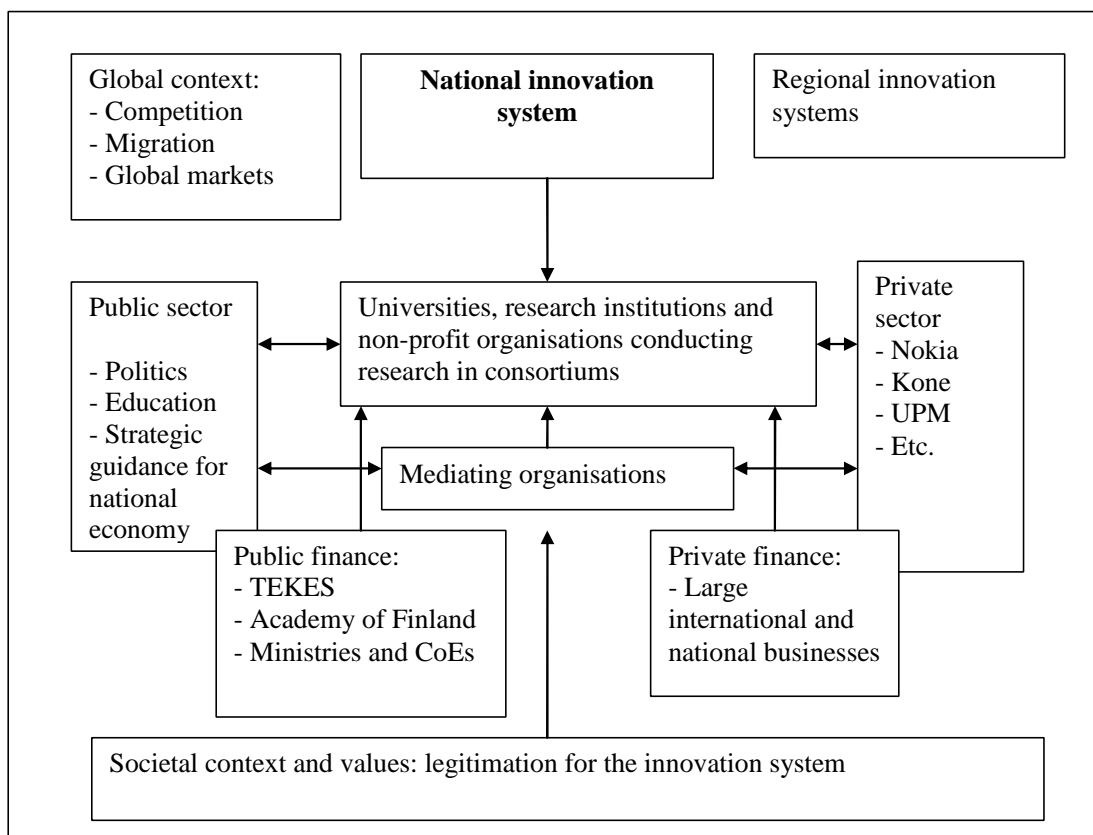 Global context:
- Competition
- Migration
- Global markets
National innovation
system
Regional innovation
systems
Public sector
- Politics
- Education
- Strategic
guidance for
national
economy
Universities, research institutions and
non-profit organisations conducting
research in consortiums
Private
sector
- Nokia
- Kone
- UPM
- Etc.
Mediating organisations
Public finance:
- TEKES
- Academy of Finland
- Ministries and CoEs
Private finance:
- Large
international and
national businesses
Societal context and values: legitimation for the innovation system